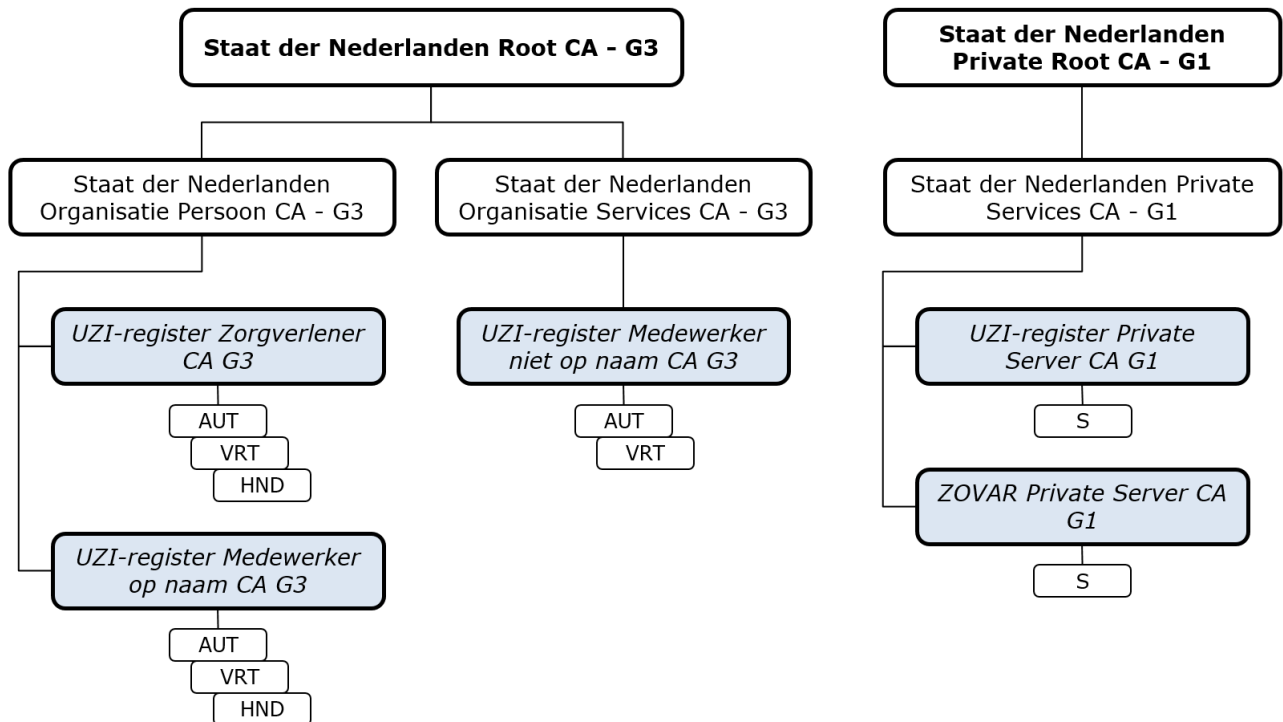 Staat der Nederlanden Root CA - G3
Staat der Nederlanden
Private Root CA - G1
Staat der Nederlanden
Organisatie Persoon CA - G3
Staat der Nederlanden
Organisatie Services CA - G3
Staat der Nederlanden Private
Services CA - G1
UZI-register Zorgverlener
CA G3
AUT
VRT
HND
UZI-register Medewerker
op naam CA G3
AUT
VRT
HND
UZI-register Medewerker
niet op naam CA G3
AUT
VRT
UZI-register Private
Server CA G1
S
ZOVAR Private Server CA
G1
S